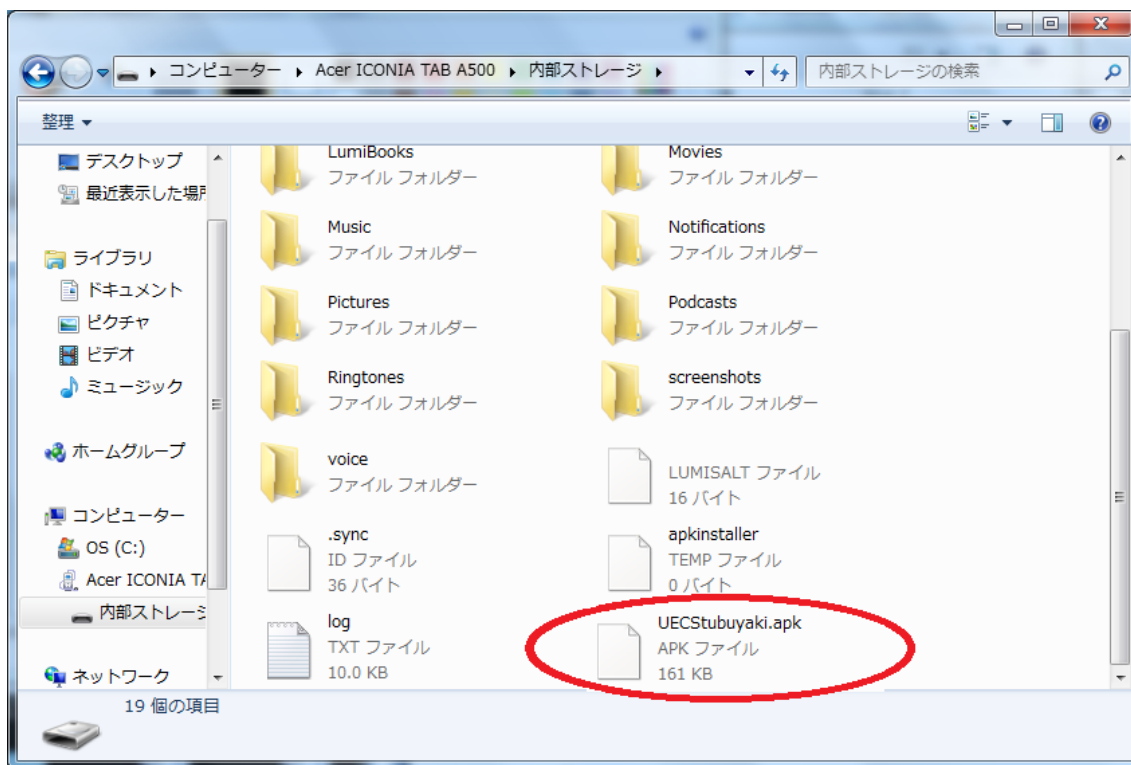 コンピューター ▸ Acer ICONIA TAB A500 ▸ 内部ストレージ ▸
内部ストレージの検索
整理
デスクトップ
最近表示した場所
ライブラリ
ドキュメント
ピクチャ
ビデオ
ミュージック
ホームグループ
コンピューター
OS (C:)
Acer ICONIA TA
内部ストレージ
ネットワーク
LumiBooks
ファイル フォルダー
Movies
ファイル フォルダー
Music
ファイル フォルダー
Notifications
ファイル フォルダー
Pictures
ファイル フォルダー
Podcasts
ファイル フォルダー
Ringtones
ファイル フォルダー
screenshots
ファイル フォルダー
voice
ファイル フォルダー
LUMISALT ファイル
16 バイト
.sync
ID ファイル
36 バイト
apkinstaller
TEMP ファイル
0 バイト
log
TXT ファイル
10.0 KB
UECStubuyaki.apk
APK ファイル
161 KB
19 個の項目